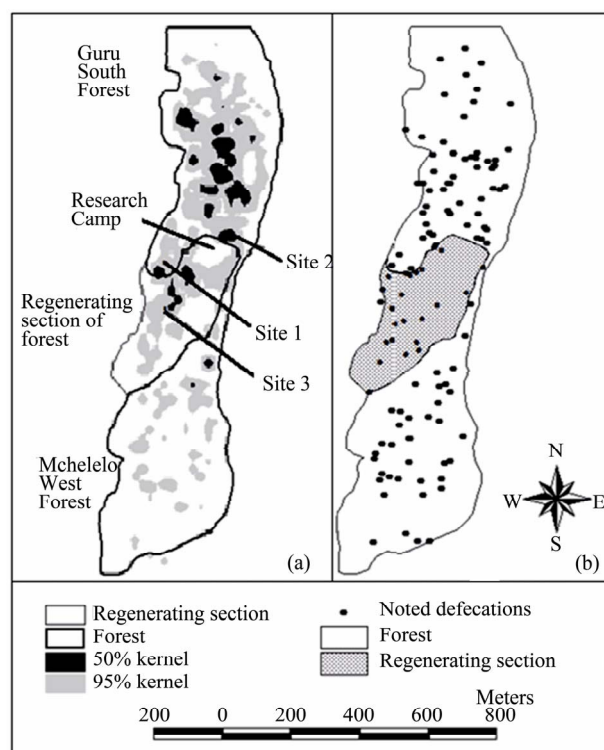 Guru
South
Forest
Research
Camp
Site 2
Regenerating
section of
forest
Site 1
Site 3
Mchelelo
West
Forest
(a)
N
W E
S
(b)
Regenerating section
Forest
50% kernel
95% kernel
Noted defecations
Forest
Regenerating section
Meters
200 0 200 400 600 800